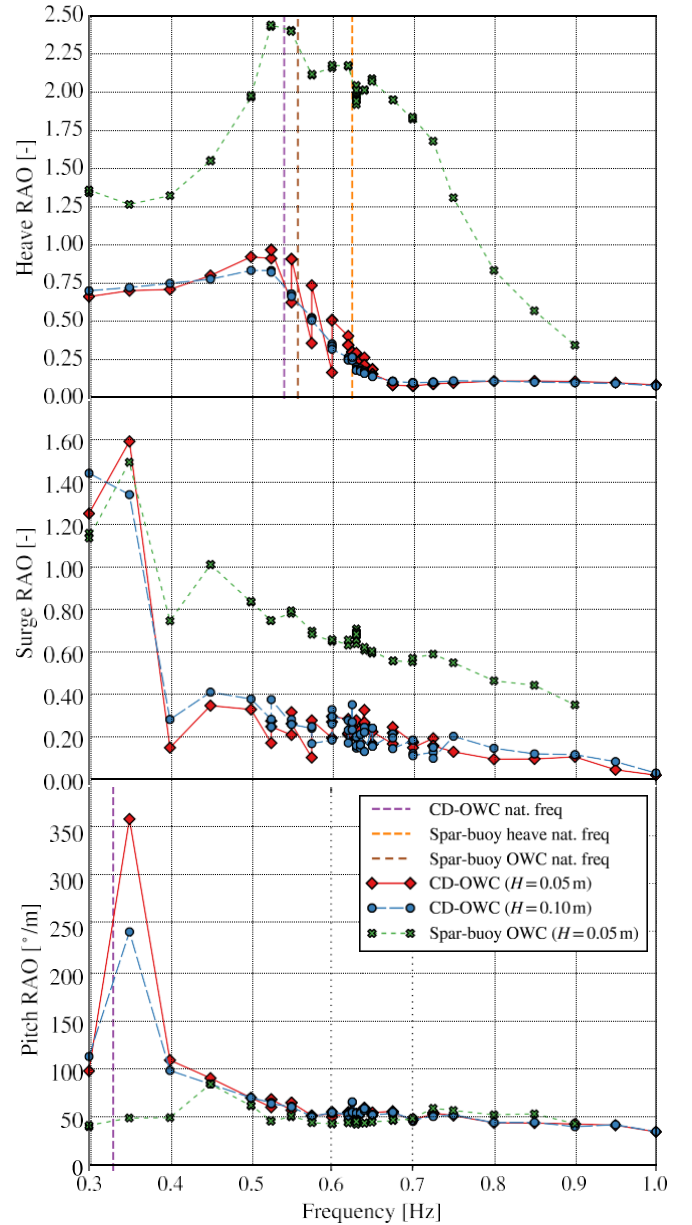 2.50
2.25
2.00
1.75
1.50
1.25
1.00
0.75
0.50
0.25
0.00
Heave RAO [-]
1.60
1.40
1.20
1.00
0.80
0.60
0.40
0.20
0.00
Surge RAO [-]
350
300
250
200
150
100
50
0
Pitch RAO [°/m]
CD-OWC nat. freq
Spar-buoy heave nat. freq
Spar-buoy OWC nat. freq
CD-OWC (H = 0.05 m)
CD-OWC (H = 0.10 m)
Spar-buoy OWC (H = 0.05 m)
0.3 0.4 0.5 0.6 0.7 0.8 0.9 1.0
Frequency [Hz]